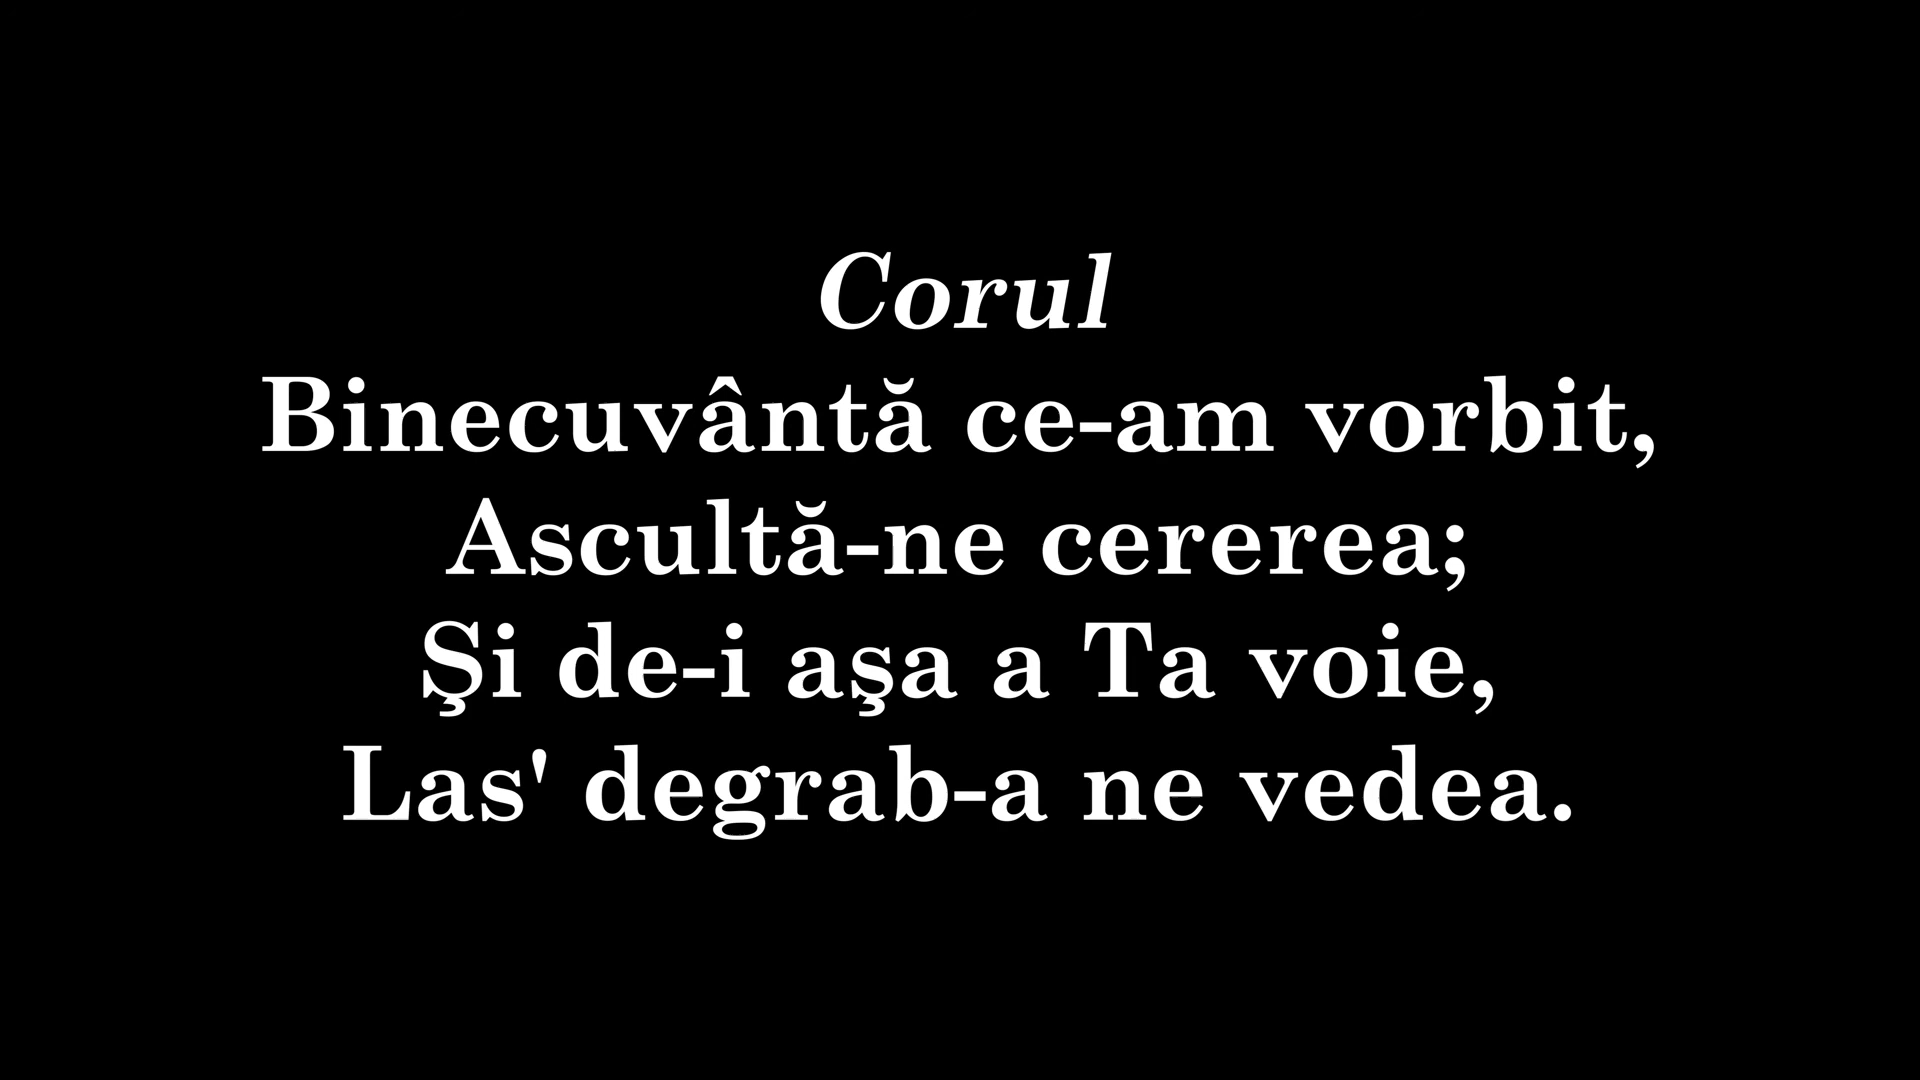 Corul
Binecuvântă ce-am vorbit,
Ascultă-ne cererea;
Şi de-i aşa a Ta voie,
Las' degrab-a ne vedea.